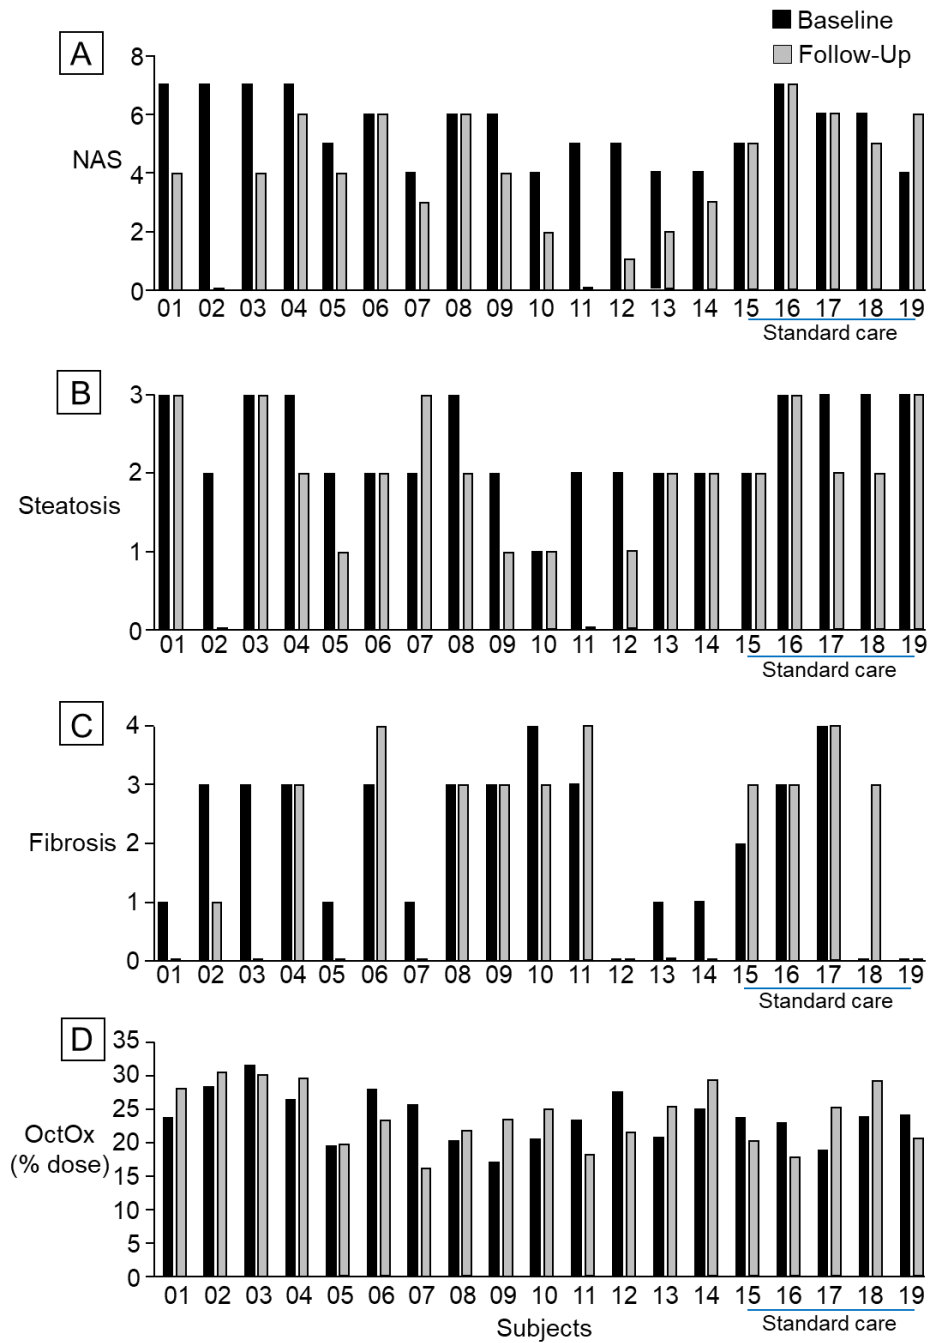 Baseline
Follow-Up
A
8
6
NAS
4
2
0
01 02 03 04 05 06 07 08 09 10 11 12 13 14 15 16 17 18 19
Standard care
B
3
2
Steatosis
1
0
01 02 03 04 05 06 07 08 09 10 11 12 13 14 15 16 17 18 19
Standard care
C
4
3
Fibrosis 2
1
0
01 02 03 04 05 06 07 08 09 10 11 12 13 14 15 16 17 18 19
Standard care
D
35
30
25
OctOx
20
(% dose)
15
10
5
0
01 02 03 04 05 06 07 08 09 10 11 12 13 14 15 16 17 18 19
Standard care
Subjects